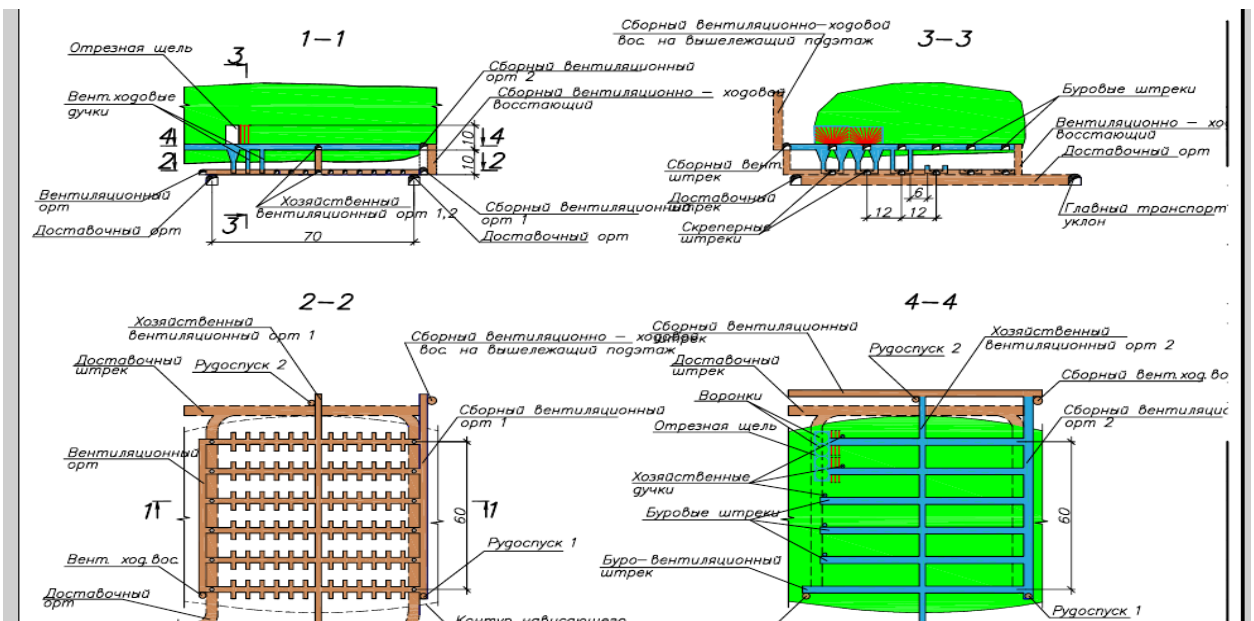 1-1
Отрезная щель
3
Сборный вентиляционный
орт 2
Вент.ходовые
дучки
Сборный вентиляционно – ходовой
восстающий
4
4
10
10
2
2
Вентиляционный
орт
Хозяйственный
вентиляционный орт 1,2
Сборный вентиляционный
орт 1
Доставочный орт
3
70
Доставочный орт
Сборный вентиляционно-ходовой
вос. на вышележащий подэтаж
3-3
Буровые штреки
Вентиляционно – хо
восстающий
Доставочный орт
Сборный вент.
штрек
Доставочный
штрек
Скреперные
штреки
6
12
12
Главный транспорт
уклон
2-2
Хозяйственный
вентиляционный орт 1
Сборный вентиляционно – ходовой
вос. на вышележащий подэтаж
Доставочный
штрек
Рудоспуск 2
Сборный вентиляционный
орт 1
Вентиляционный
орт
1
1
60
Рудоспуск 1
Вент. ход.вос.
Доставочный
орт
Контур нависающего
4-4
Сборный вентиляционный
штрек
Хозяйственный
вентиляционный орт 2
Рудоспуск 2
Доставочный
штрек
Сборный вент.ход.во
Воронки
Сборный вентиляцио
орт 2
Отрезная щель
Хозяйственные
дучки
Буровые штреки
60
Буро-вентиляционный
штрек
Рудоспуск 1